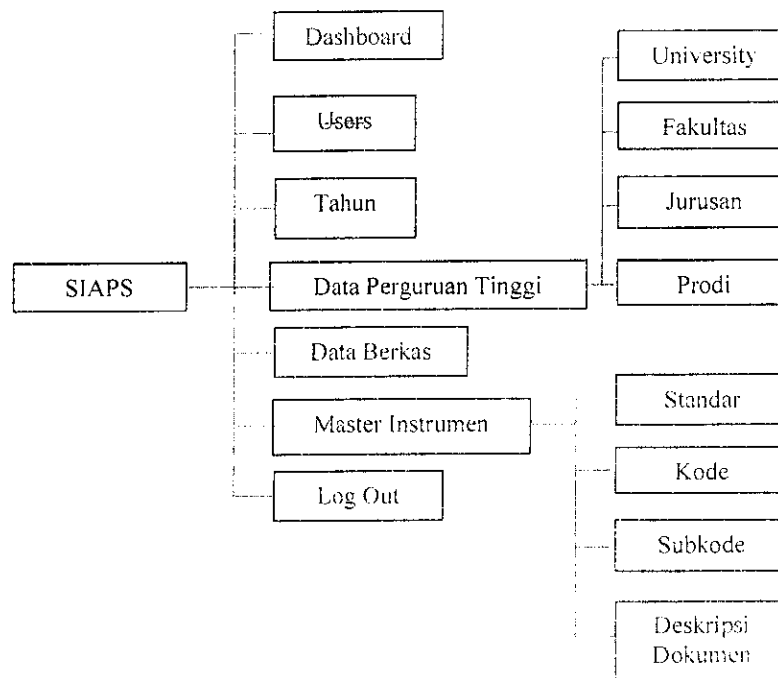 SIAPS
Dashboard
Users
Tahun
Data Perguruan Tinggi
Data Berkas
Master Instrumen
Log Out
University
Fakultas
Jurusan
Prodi
Standar
Kode
Subkode
Deskripsi
Dokumen